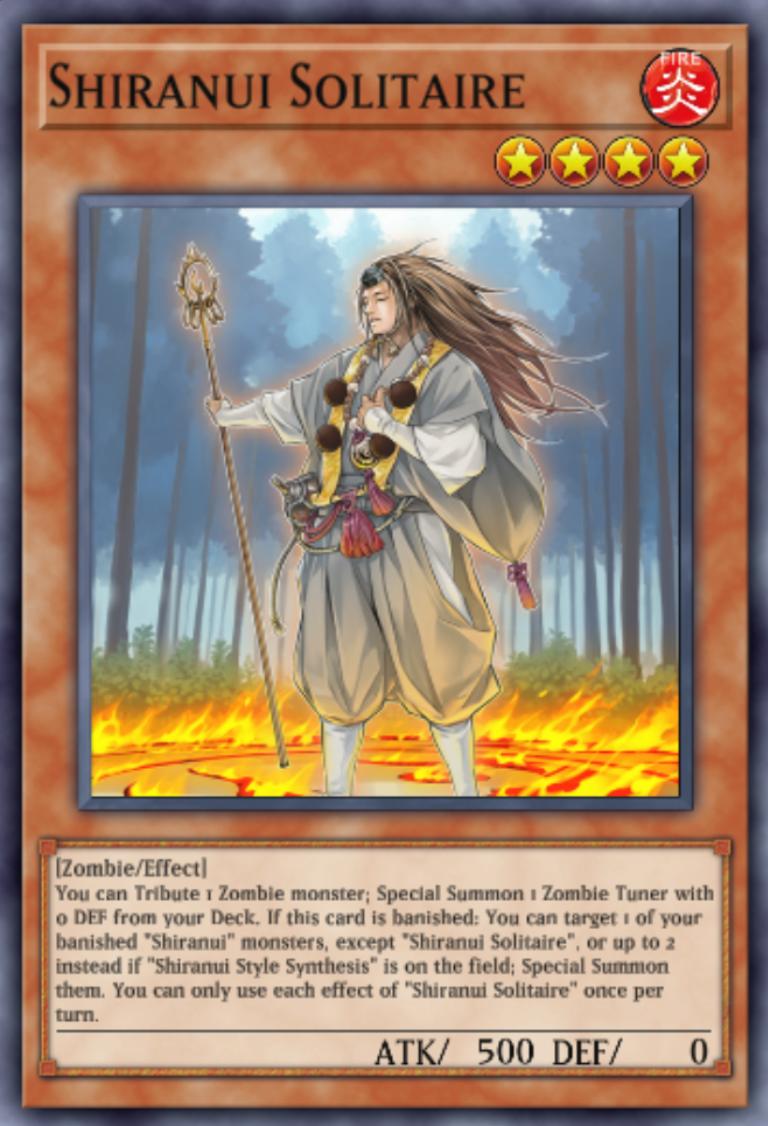 Shiranui Solitaire
FIRE
炎
[Zombie/Effect]
You can Tribute 1 Zombie monster; Special Summon 1 Zombie Tuner with
0 DEF from your Deck. If this card is banished: You can target 1 of your
banished "Shiranui" monsters, except "Shiranui Solitaire", or up to 2
instead if "Shiranui Style Synthesis" is on the field; Special Summon
them. You can only use each effect of "Shiranui Solitaire" once per
turn.
ATK/ 500 DEF/ 0